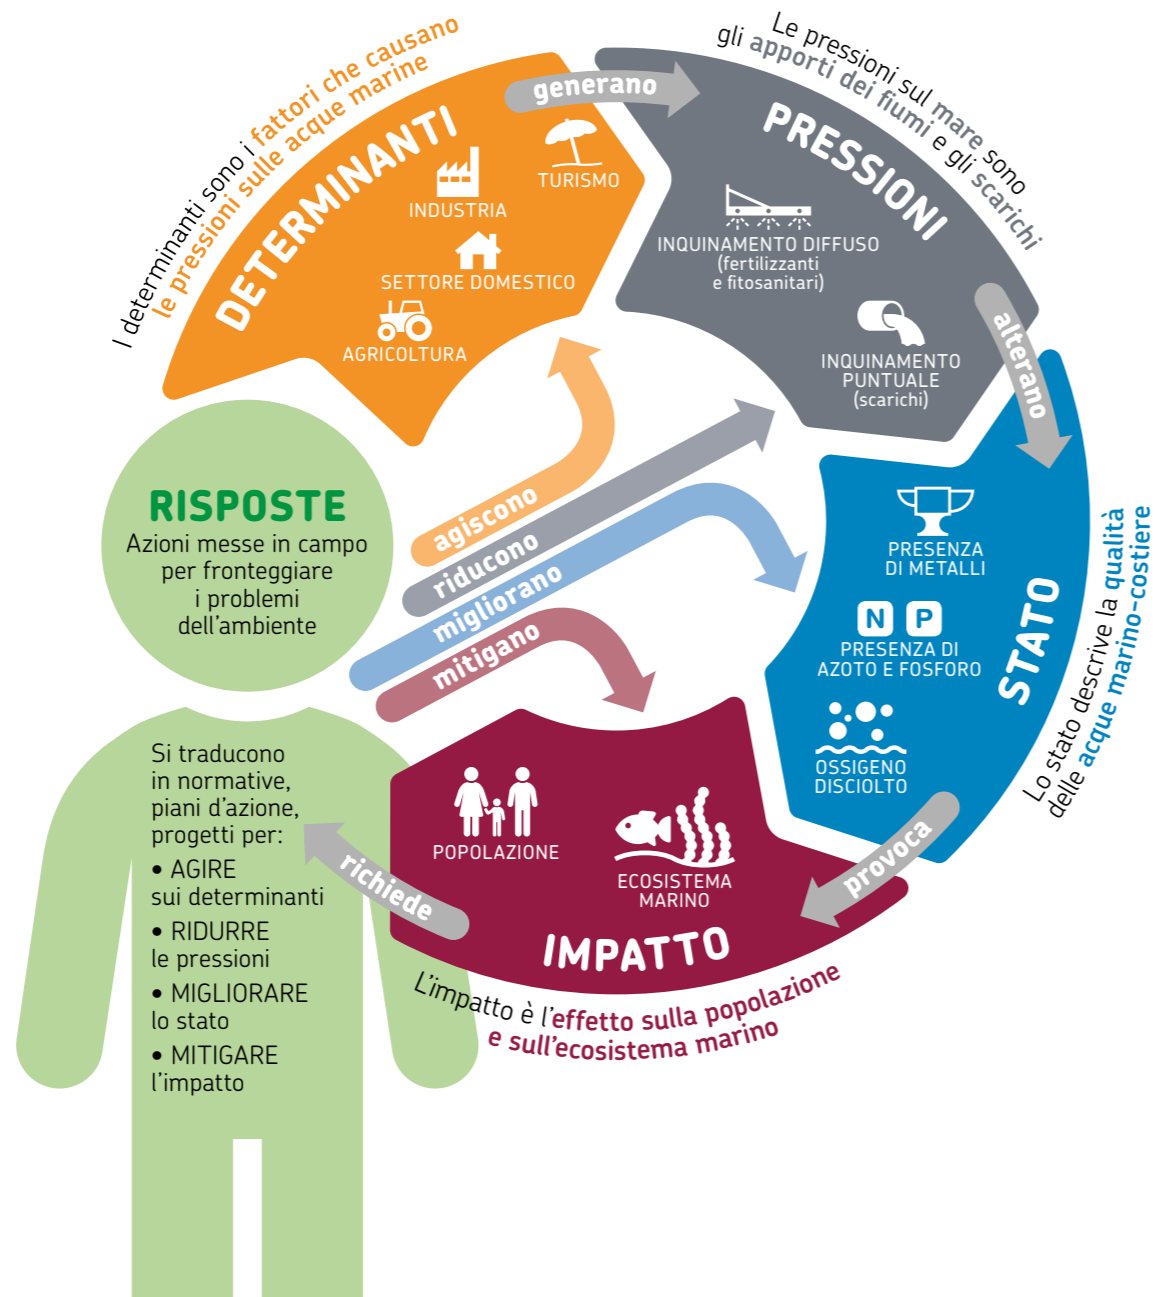 I determinanti sono i fattori che causano
le pressioni sulle acque marine
DETERMINANTI
TURISMO
INDUSTRIA
SETTORE DOMESTICO
AGRICOLTURA
generano
Le pressioni sul mare sono
gli apporti dei fiumi e gli scarichi
PRESSIONI
INQUINAMENTO DIFFUSO
(fertilizzanti
e fitosanitari)
INQUINAMENTO
PUNTUALE
(scarichi)
alterano
STATO
PRESENZA
DI METALLI
N P
PRESENZA DI
AZOTO E FOSFORO
OSSIGENO
DISCIOLTO
Lo stato descrive la qualità
delle acque marino-costiere
provoca
POPOLAZIONE
ECOSISTEMA
MARINO
IMPATTO
L'impatto è l'effetto sulla popolazione
e sull'ecosistema marino
richiede
RISPOSTE
Azioni messe in campo
per fronteggiare
i problemi
dell'ambiente
agiscono
riducono
migliorano
mitigano
Si traducono
in normative,
piani d'azione,
progetti per:
• AGIRE
sui determinanti
• RIDURRE
le pressioni
• MIGLIORARE
lo stato
• MITIGARE
l'impatto